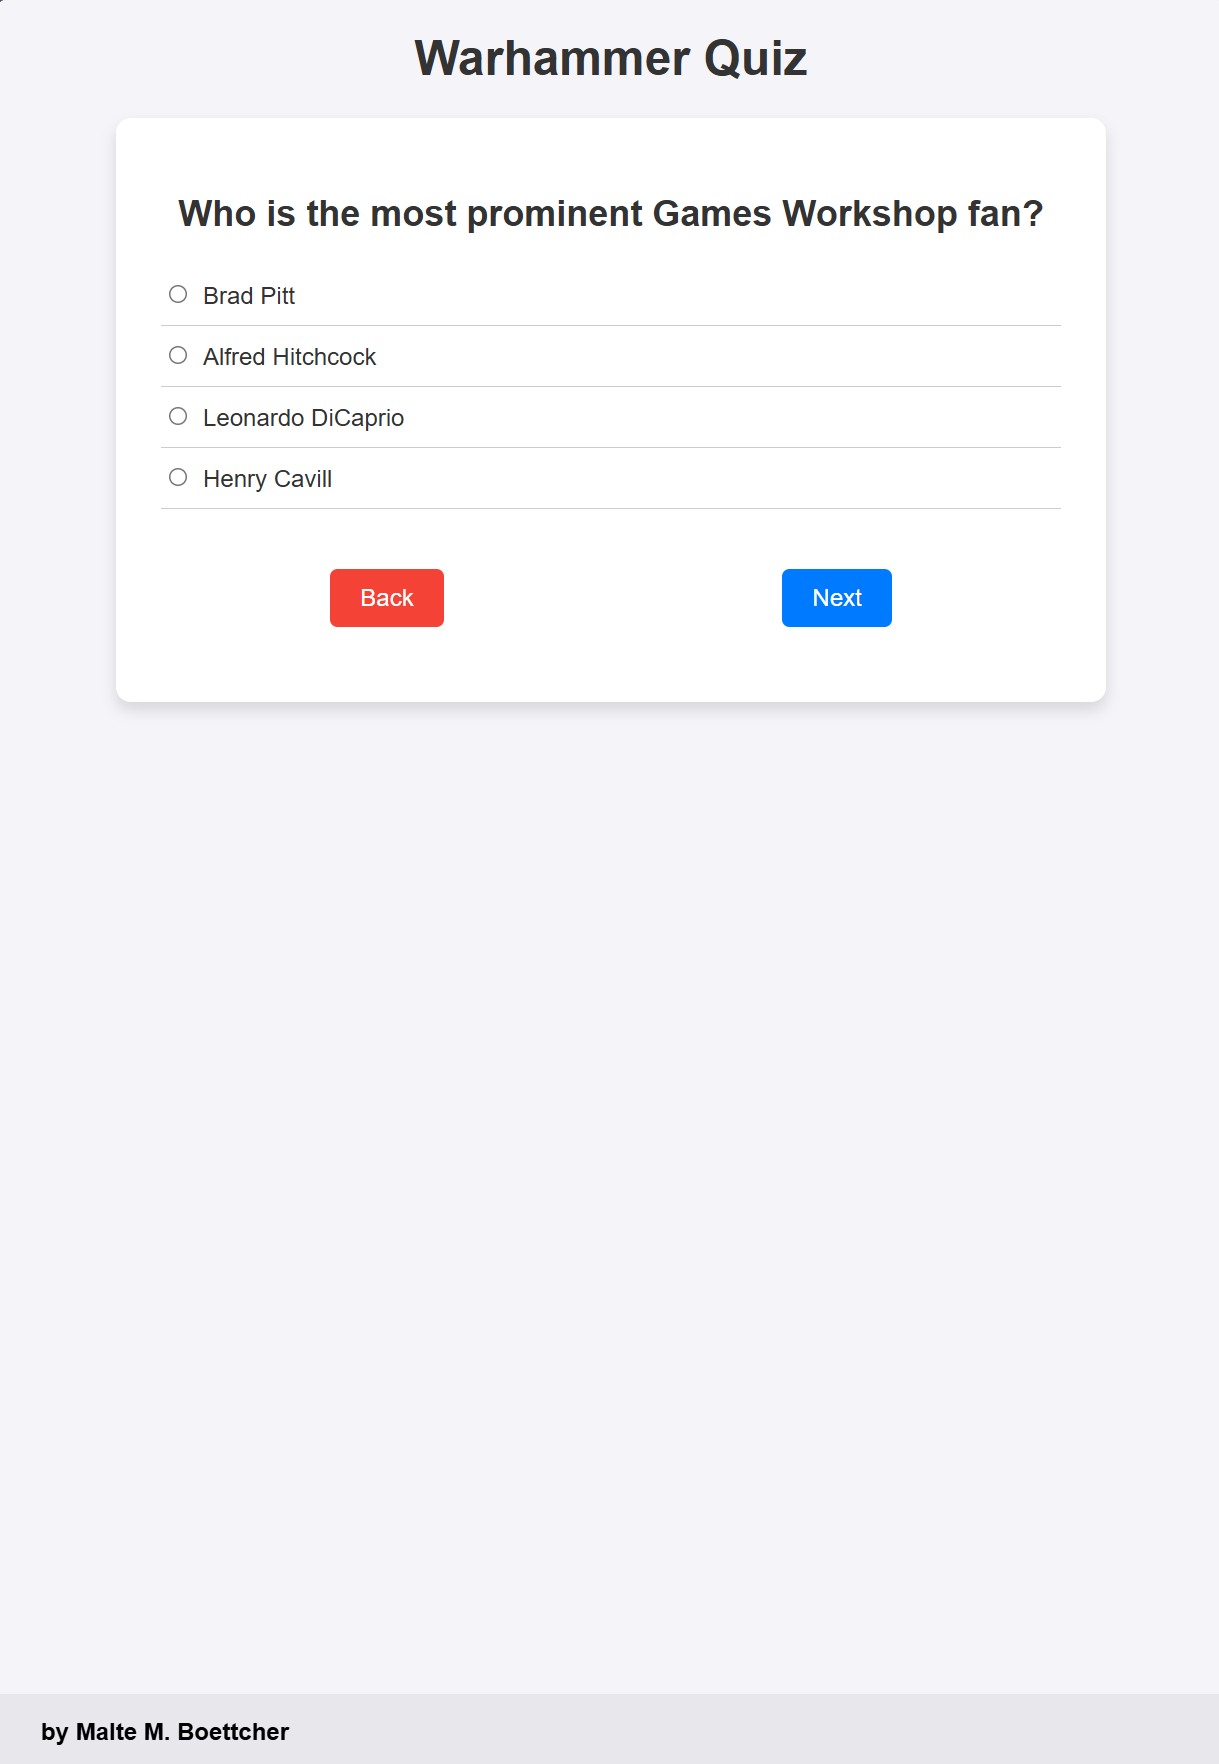 Warhammer Quiz
Who is the most prominent Games Workshop fan?
Brad Pitt
Alfred Hitchcock
Leonardo DiCaprio
Henry Cavill
Back
Next
by Malte M. Boettcher